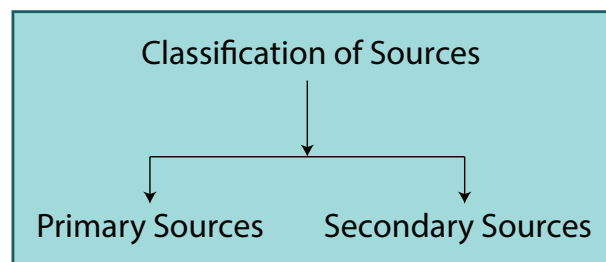 Classification of Sources
Primary Sources
Secondary Sources